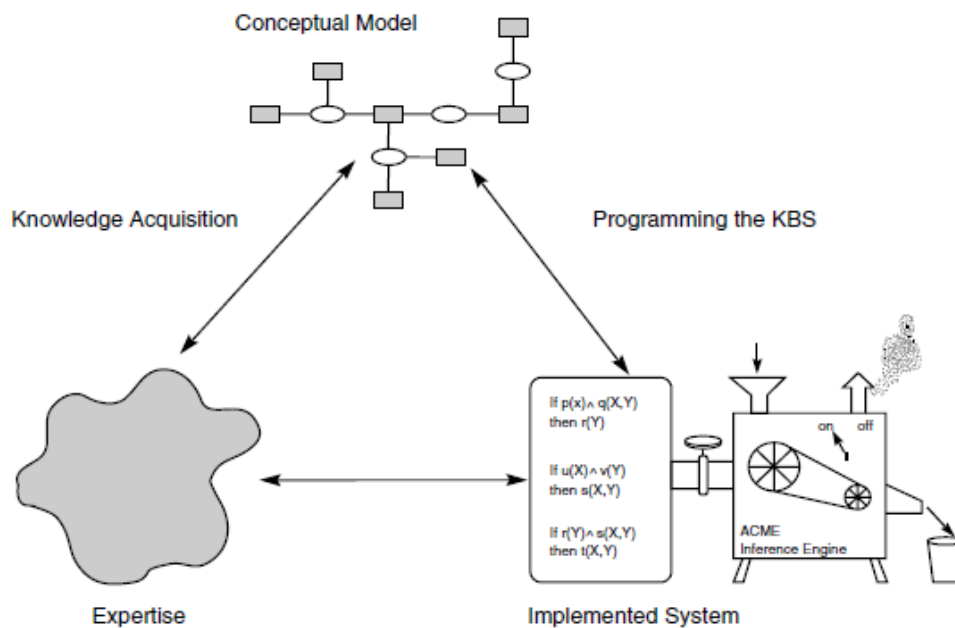 Conceptual Model
Knowledge Acquisition
Programming the KBS
If p(x)∧ q(X,Y)
then r(Y)
If u(X)∧ v(Y)
then s(X,Y)
If r(Y)∧ s(X,Y)
then t(X,Y)
on off
ACME
Inference Engine
Expertise
Implemented System